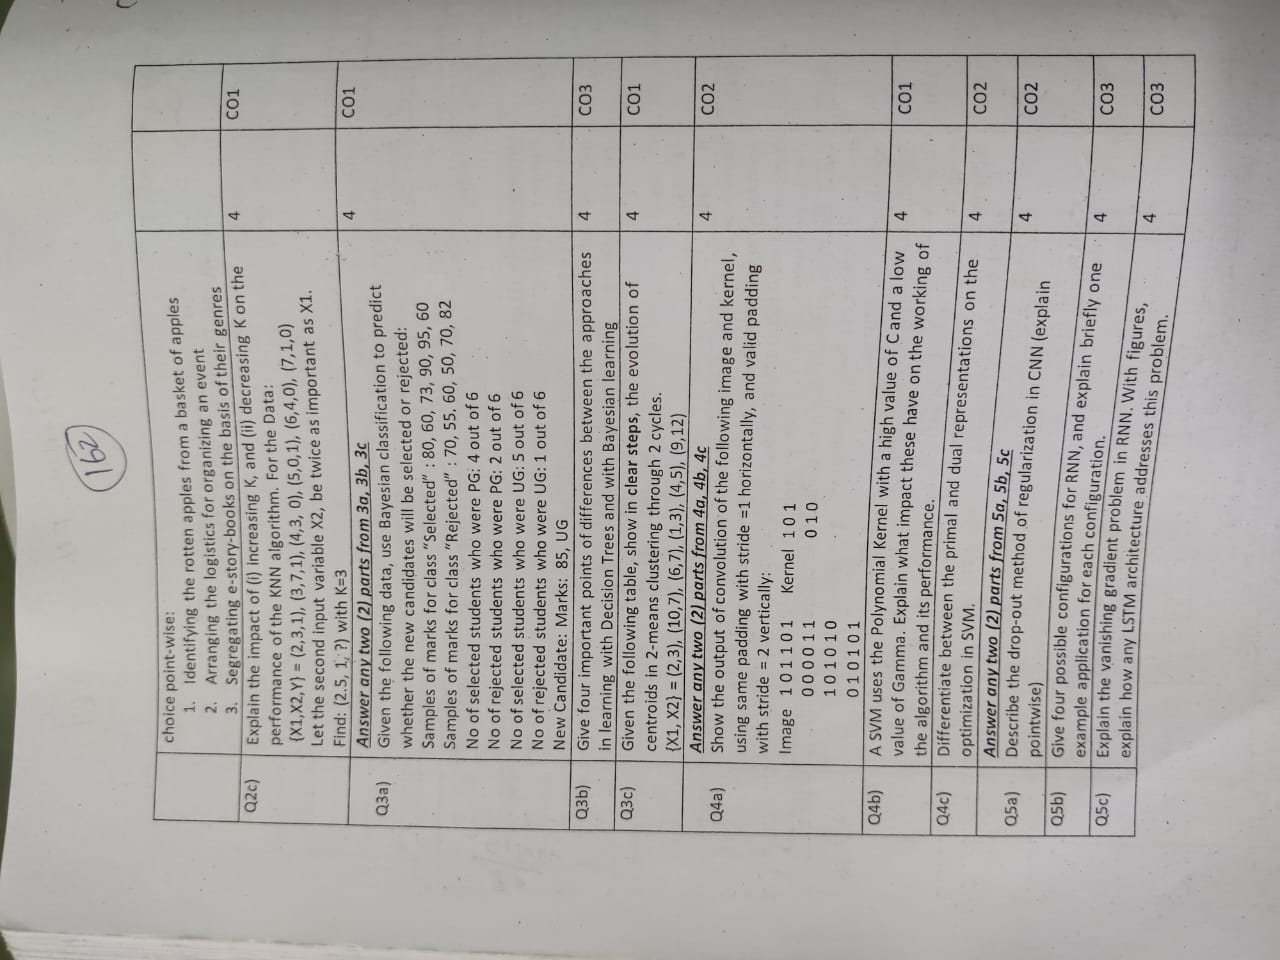 162
choice point-wise:
1. Identifying the rotten apples from a basket of apples
2. Arranging the logistics for organizing an event
3. Segregating e-story-books on the basis of their genres
Q2c) Explain the impact of (i) increasing K, and (ii) decreasing K on the 4 CO1
performance of the KNN algorithm. For the Data:
{X1,X2,Y} = (2,3,1), (3,7,1), (4,3, 0), (5,0,1), (6,4,0), (7,1,0)
Let the second input variable X2, be twice as important as X1.
Find: (2.5, 1, ?) with K=3
Answer any two (2) parts from 3a, 3b, 3c
Q3a) Given the following data, use Bayesian classification to predict 4 CO1
whether the new candidates will be selected or rejected:
Samples of marks for class "Selected" : 80, 60, 73, 90, 95, 60
Samples of marks for class "Rejected" : 70, 55, 60, 50, 70, 82
No of selected students who were PG: 4 out of 6
No of rejected students who were PG: 2 out of 6
No of selected students who were UG: 5 out of 6
No of rejected students who were UG: 1 out of 6
New Candidate: Marks: 85, UG
Q3b) Give four important points of differences between the approaches 4 CO3
in learning with Decision Trees and with Bayesian learning
Q3c) Given the following table, show in clear steps, the evolution of 4 CO1
centroids in 2-means clustering through 2 cycles.
{X1, X2} = (2,3), (10,7), (6,7), (1,3), (4,5), (9,12)
Answer any two (2) parts from 4a, 4b, 4c
Q4a) Show the output of convolution of the following image and kernel, 4 CO2
using same padding with stride =1 horizontally, and valid padding
with stride = 2 vertically:
Image 1 0 1 1 0 1 Kernel 1 0 1
0 0 0 0 1 1 0 1 0
1 0 1 0 1 0
0 1 0 1 0 1
Q4b) A SVM uses the Polynomial Kernel with a high value of C and a low 4 CO1
value of Gamma. Explain what impact these have on the working of
the algorithm and its performance.
Q4c) Differentiate between the primal and dual representations on the 4 CO2
optimization in SVM.
Answer any two (2) parts from 5a, 5b, 5c
Q5a) Describe the drop-out method of regularization in CNN (explain 4 CO2
pointwise)
Q5b) Give four possible configurations for RNN, and explain briefly one 4 CO3
example application for each configuration.
Q5c) Explain the vanishing gradient problem in RNN. With figures, 4 CO3
explain how any LSTM architecture addresses this problem.